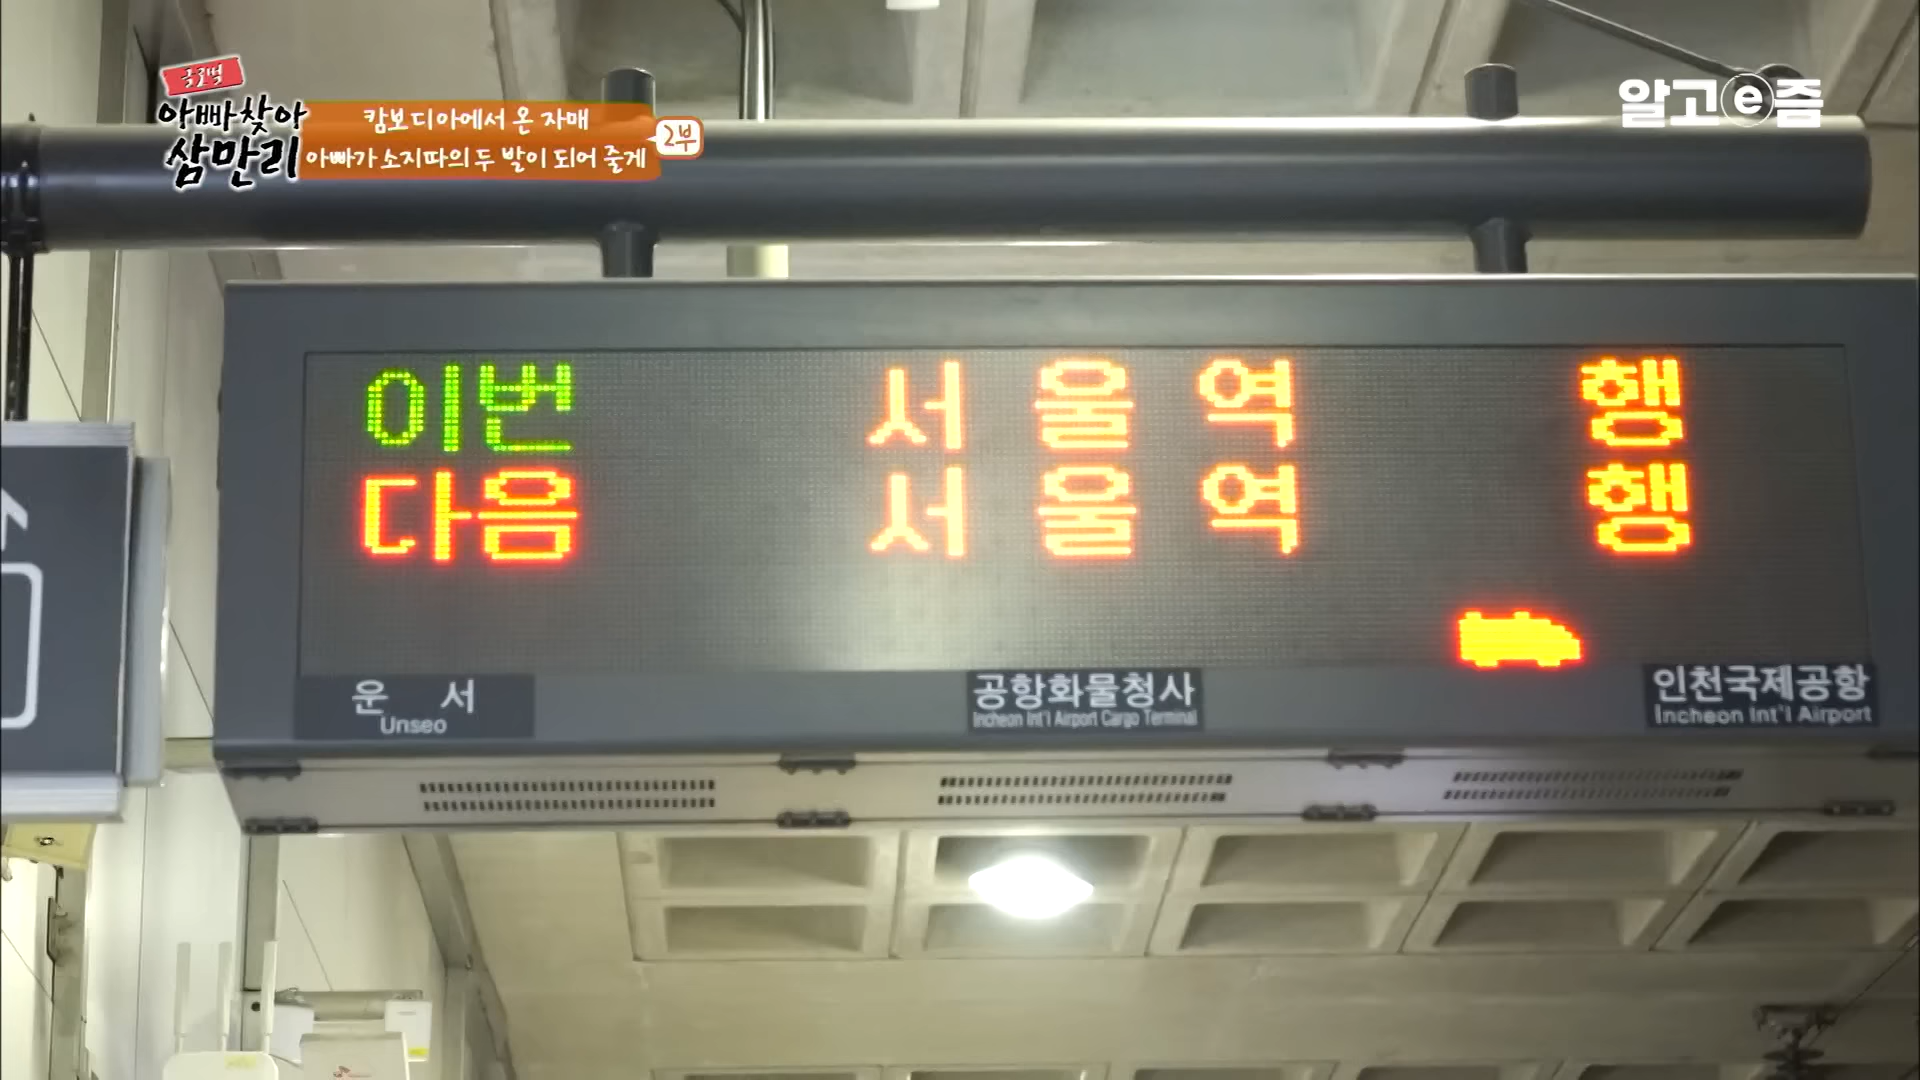 글로벌
아빠찾아
삼만리
캄보디아에서 온 자매
아빠가 소지따의 두 발이 되어 줄게
2부
알고e즘
이번 서울역 행
다음 서울역 행
운서
Unseo
공항화물청사
Incheon Int'l Airport Cargo Terminal
인천국제공항
Incheon Int'l Airport